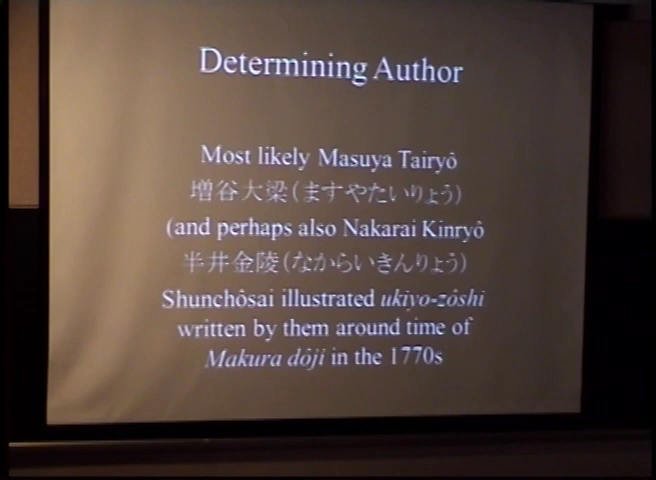 Determining Author
Most likely Masuya Tairyô
増谷大梁(ますやたいりょう)
(and perhaps also Nakarai Kinryô
半井金陵(なからいきんりょう)
Shunchôsai illustrated ukiyo-zôshi
written by them around time of
Makura dôji in the 1770s